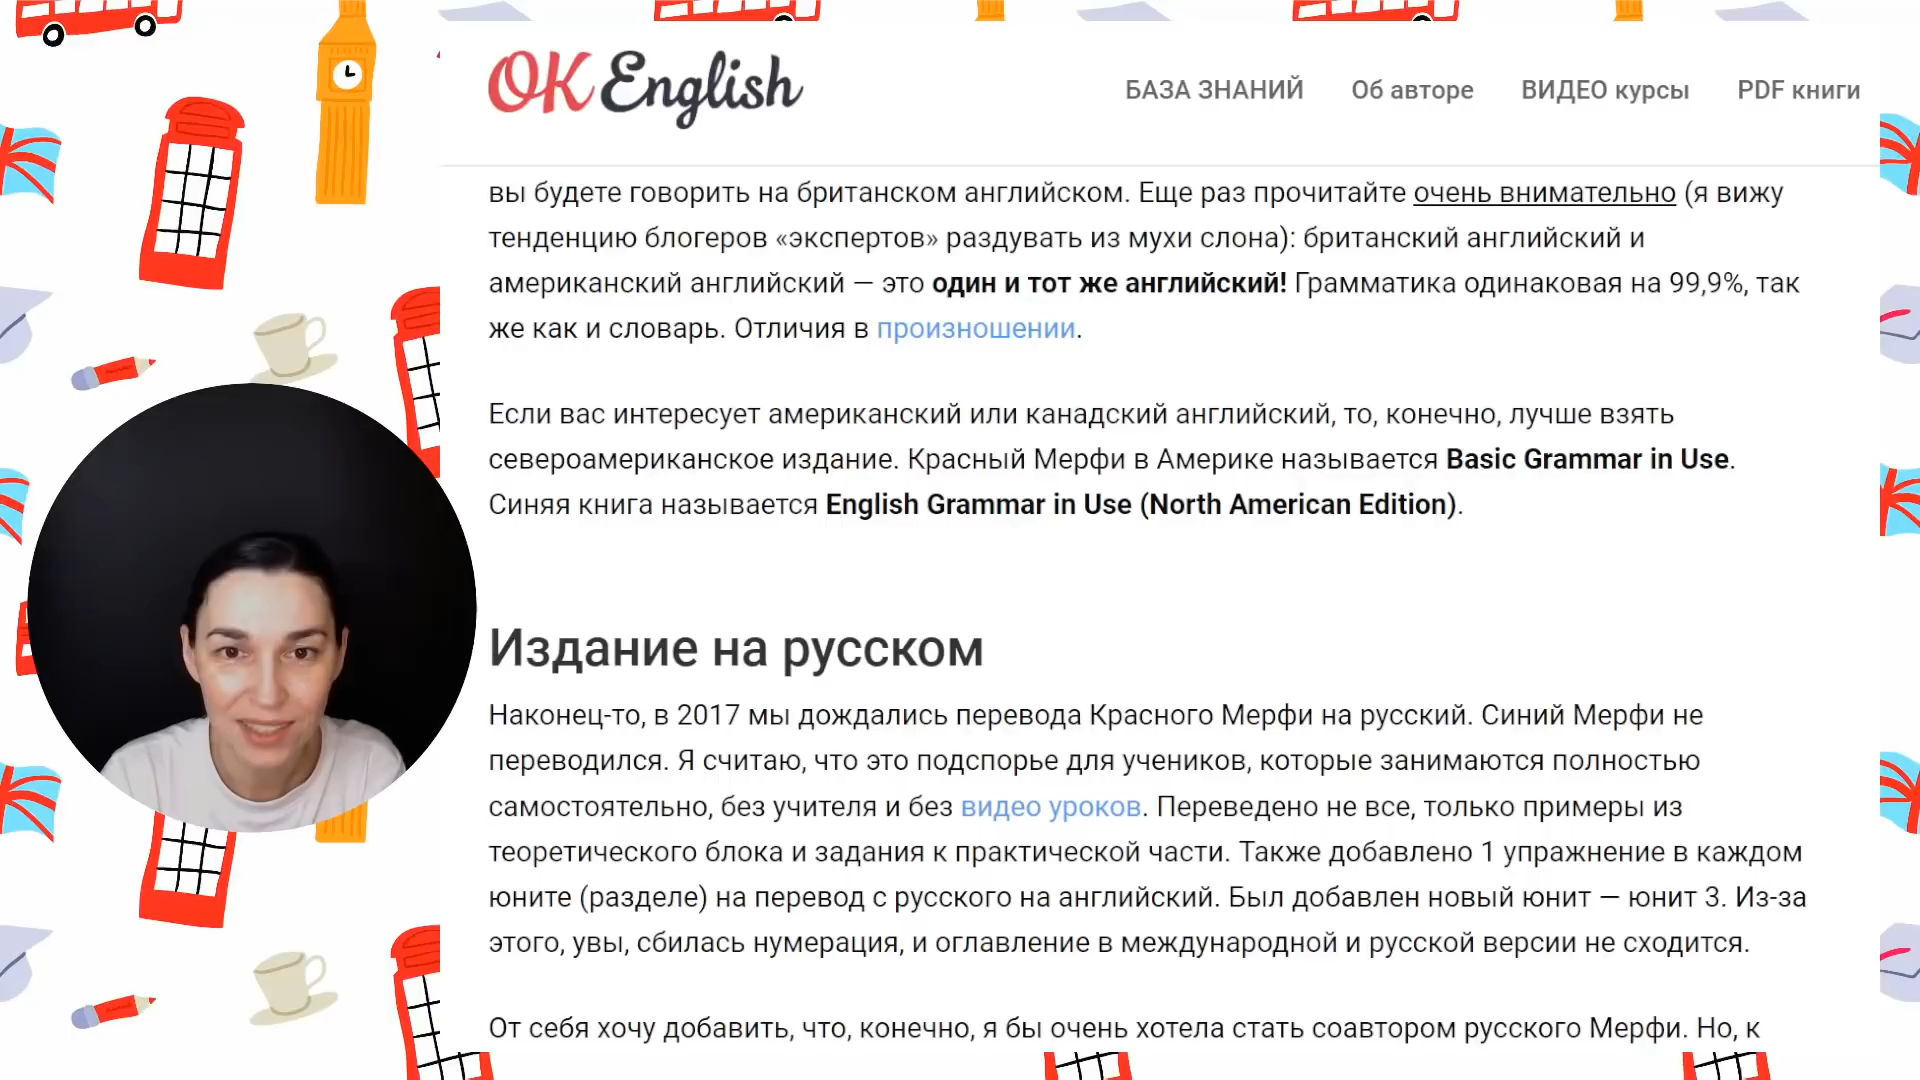 OK English
БАЗА ЗНАНИЙ Об авторе ВИДЕО курсы PDF книги
вы будете говорить на британском английском. Еще раз прочитайте очень внимательно (я вижу
тенденцию блогеров «экспертов» раздувать из мухи слона): британский английский и
американский английский — это один и тот же английский! Грамматика одинаковая на 99,9%, так
же как и словарь. Отличия в произношении.
Если вас интересует американский или канадский английский, то, конечно, лучше взять
североамериканское издание. Красный Мерфи в Америке называется Basic Grammar in Use.
Синяя книга называется English Grammar in Use (North American Edition).
Издание на русском
Наконец-то, в 2017 мы дождались перевода Красного Мерфи на русский. Синий Мерфи не
переводился. Я считаю, что это подспорье для учеников, которые занимаются полностью
самостоятельно, без учителя и без видео уроков. Переведено не все, только примеры из
теоретического блока и задания к практической части. Также добавлено 1 упражнение в каждом
юните (разделе) на перевод с русского на английский. Был добавлен новый юнит — юнит 3. Из-за
этого, увы, сбилась нумерация, и оглавление в международной и русской версии не сходится.
От себя хочу добавить, что, конечно, я бы очень хотела стать соавтором русского Мерфи. Но, к